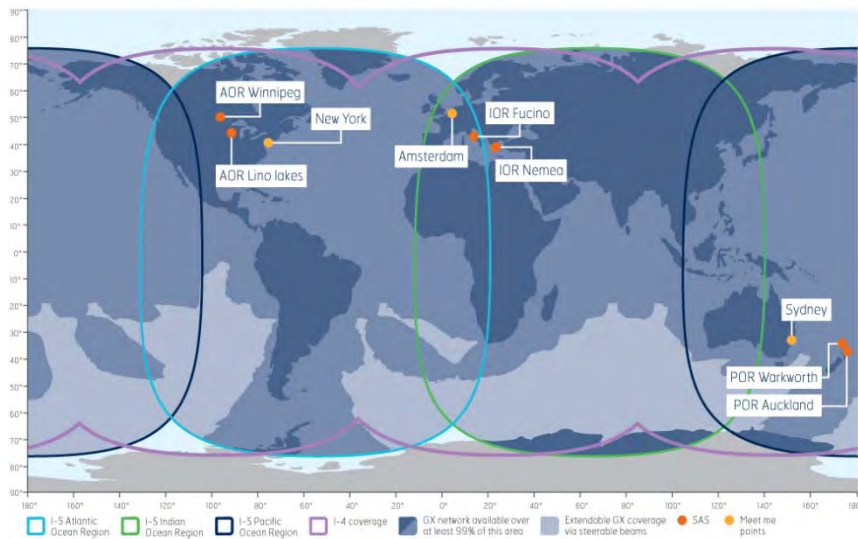 90°
80°
70°
60°
50°
40°
30°
20°
10°
0°
10°
20°
30°
40°
50°
60°
70°
80°
90°
AOR Winnipeg
New York
AOR Lino lakes
IOR Fucino
Amsterdam
IOR Nemea
Sydney
POR Warkworth
POR Auckland
180° 160° 140° 120° 100° 80° 60° 40° 20° 0° 20° 40° 60° 80° 100° 120° 140° 160° 180
I-5 Atlantic
Ocean Region
I-5 Indian
Ocean Region
I-5 Pacific
Ocean Region
I-4 coverage
GX network available over
at least 99% of this area
Extendable GX coverage
via steerable beams
SAS
Meet me
points